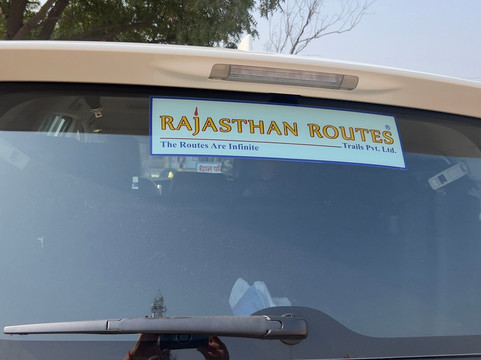 RAJASTHAN ROUTES®
The Routes Are Infinite Trails Pvt. Ltd.